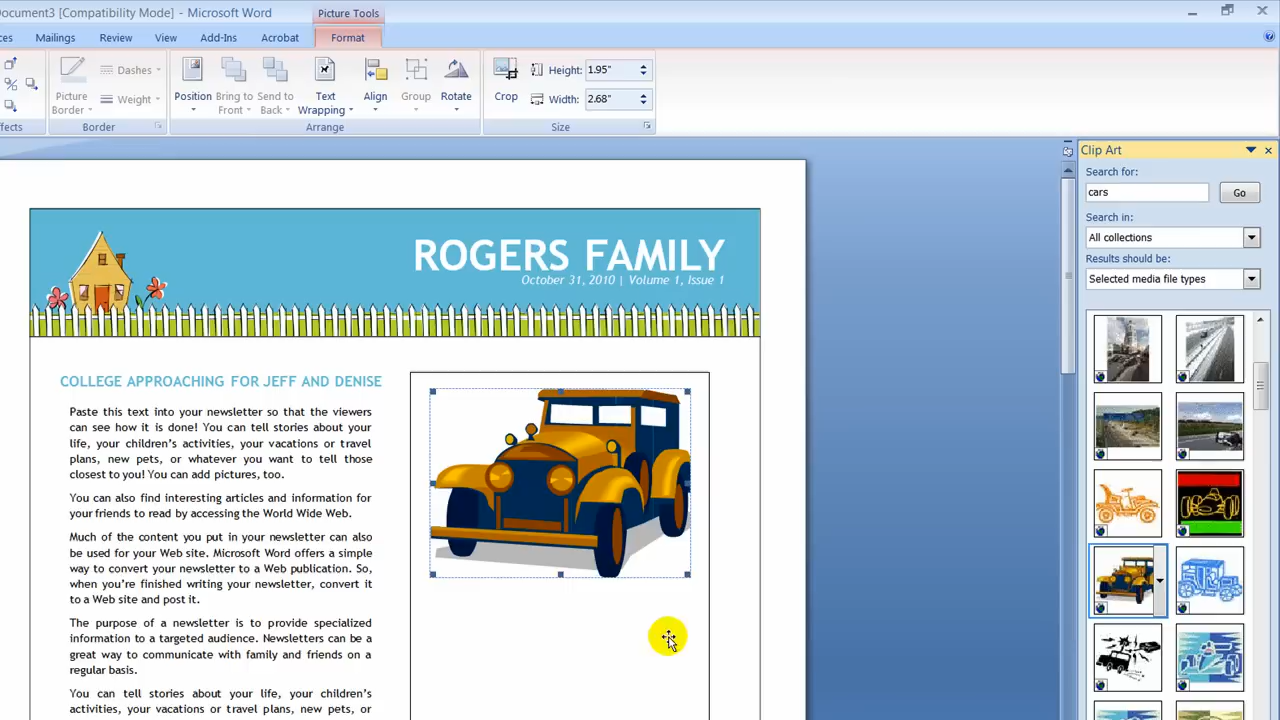 Document3 [Compatibility Mode] - Microsoft Word
Picture Tools
Mailings
Review
View
Add-Ins
Acrobat
Format
Picture Border
Dashes
Weight
Position
Bring to Front
Send to Back
Text Wrapping
Align
Group
Rotate
Crop
Height: 1.95"
Width: 2.68"
Border
Arrange
Size
Clip Art
Search for:
cars
Go
Search in:
All collections
Results should be:
Selected media file types
ROGERS FAMILY
October 31, 2010 | Volume 1, Issue 1
COLLEGE APPROACHING FOR JEFF AND DENISE
Paste this text into your newsletter so that the viewers
can see how it is done! You can tell stories about your
life, your children's activities, your vacations or travel
plans, new pets, or whatever you want to tell those
closest to you! You can add pictures, too.
You can also find interesting articles and information for
your friends to read by accessing the World Wide Web.
Much of the content you put in your newsletter can also
be used for your Web site. Microsoft Word offers a simple
way to convert your newsletter to a Web publication. So,
when you're finished writing your newsletter, convert it
to a Web site and post it.
The purpose of a newsletter is to provide specialized
information to a targeted audience. Newsletters can be a
great way to communicate with family and friends on a
regular basis.
You can tell stories about your life, your children's
activities, your vacations or travel plans, new pets, or